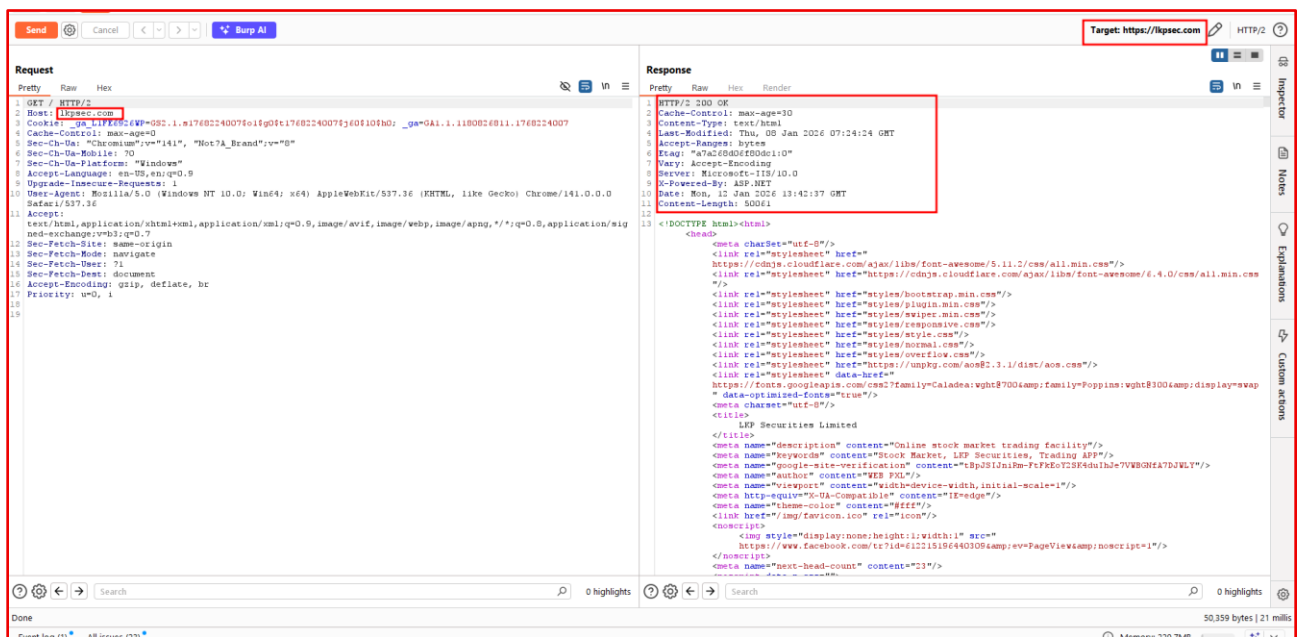 Send Cancel < > Burp AI Target: https://lkpsec.com HTTP/2
Request
Pretty Raw Hex \n
1 GET / HTTP/2
2 Host: lkpsec.com
3 Cookie: _ga_L1FK6926WP=GS2.1.s1768224007$o1$g0$t1768224007$j60$l0$h0; _ga=GA1.1.1180826811.1768224007
4 Cache-Control: max-age=0
5 Sec-Ch-Ua: "Chromium";v="141", "Not?A_Brand";v="8"
6 Sec-Ch-Ua-Mobile: ?0
7 Sec-Ch-Ua-Platform: "Windows"
8 Accept-Language: en-US,en;q=0.9
9 Upgrade-Insecure-Requests: 1
10 User-Agent: Mozilla/5.0 (Windows NT 10.0; Win64; x64) AppleWebKit/537.36 (KHTML, like Gecko) Chrome/141.0.0.0
Safari/537.36
11 Accept:
text/html,application/xhtml+xml,application/xml;q=0.9,image/avif,image/webp,image/apng,*/*;q=0.8,application/sig
ned-exchange;v=b3;q=0.7
12 Sec-Fetch-Site: same-origin
13 Sec-Fetch-Mode: navigate
14 Sec-Fetch-User: ?1
15 Sec-Fetch-Dest: document
16 Accept-Encoding: gzip, deflate, br
17 Priority: u=0, i
18
19
Search 0 highlights
Response
Pretty Raw Hex Render \n
1 HTTP/2 200 OK
2 Cache-Control: max-age=30
3 Content-Type: text/html
4 Last-Modified: Thu, 08 Jan 2026 07:24:24 GMT
5 Accept-Ranges: bytes
6 Etag: "a7a268d06f80dc1:0"
7 Vary: Accept-Encoding
8 Server: Microsoft-IIS/10.0
9 X-Powered-By: ASP.NET
10 Date: Mon, 12 Jan 2026 13:42:37 GMT
11 Content-Length: 50061
12
13 <!DOCTYPE html><html>
<head>
<meta charSet="utf-8"/>
<link rel="stylesheet" href="
https://cdnjs.cloudflare.com/ajax/libs/font-awesome/5.11.2/css/all.min.css"/>
<link rel="stylesheet" href="https://cdnjs.cloudflare.com/ajax/libs/font-awesome/6.4.0/css/all.min.css
"/>
<link rel="stylesheet" href="styles/bootstrap.min.css"/>
<link rel="stylesheet" href="styles/plugin.min.css"/>
<link rel="stylesheet" href="styles/swiper.min.css"/>
<link rel="stylesheet" href="styles/responsive.css"/>
<link rel="stylesheet" href="styles/style.css"/>
<link rel="stylesheet" href="styles/normal.css"/>
<link rel="stylesheet" href="styles/overflow.css"/>
<link rel="stylesheet" href="https://unpkg.com/aos@2.3.1/dist/aos.css"/>
<link rel="stylesheet" data-href="
https://fonts.googleapis.com/css2?family=Caladea:wght@700&amp;family=Poppins:wght@300&amp;display=swap
" data-optimized-fonts="true"/>
<meta charset="utf-8"/>
<title>
LKP Securities Limited
</title>
<meta name="description" content="Online stock market trading facility"/>
<meta name="keywords" content="Stock Market, LKP Securities, Trading APP"/>
<meta name="google-site-verification" content="
<meta name="author" content="WEB PXL"/>
<meta name="viewport" content="width=device-width,initial-scale=1"/>
<meta http-equiv="X-UA-Compatible" content="IE=edge"/>
<meta name="theme-color" content="#fff"/>
<link href="/img/favicon.ico" rel="icon"/>
<noscript>
<img style="display:none;height:1;width:1" src="
https://www.facebook.com/tr?id=612215196440309&amp;ev=PageView&amp;noscript=1"/>
</noscript>
<meta name="next-head-count" content="23"/>
Search 0 highlights
Inspector
Notes
Explanations
Custom actions
Done 50,359 bytes | 21 millis
Event log (1) All issues (22) Memory: 220.7MB